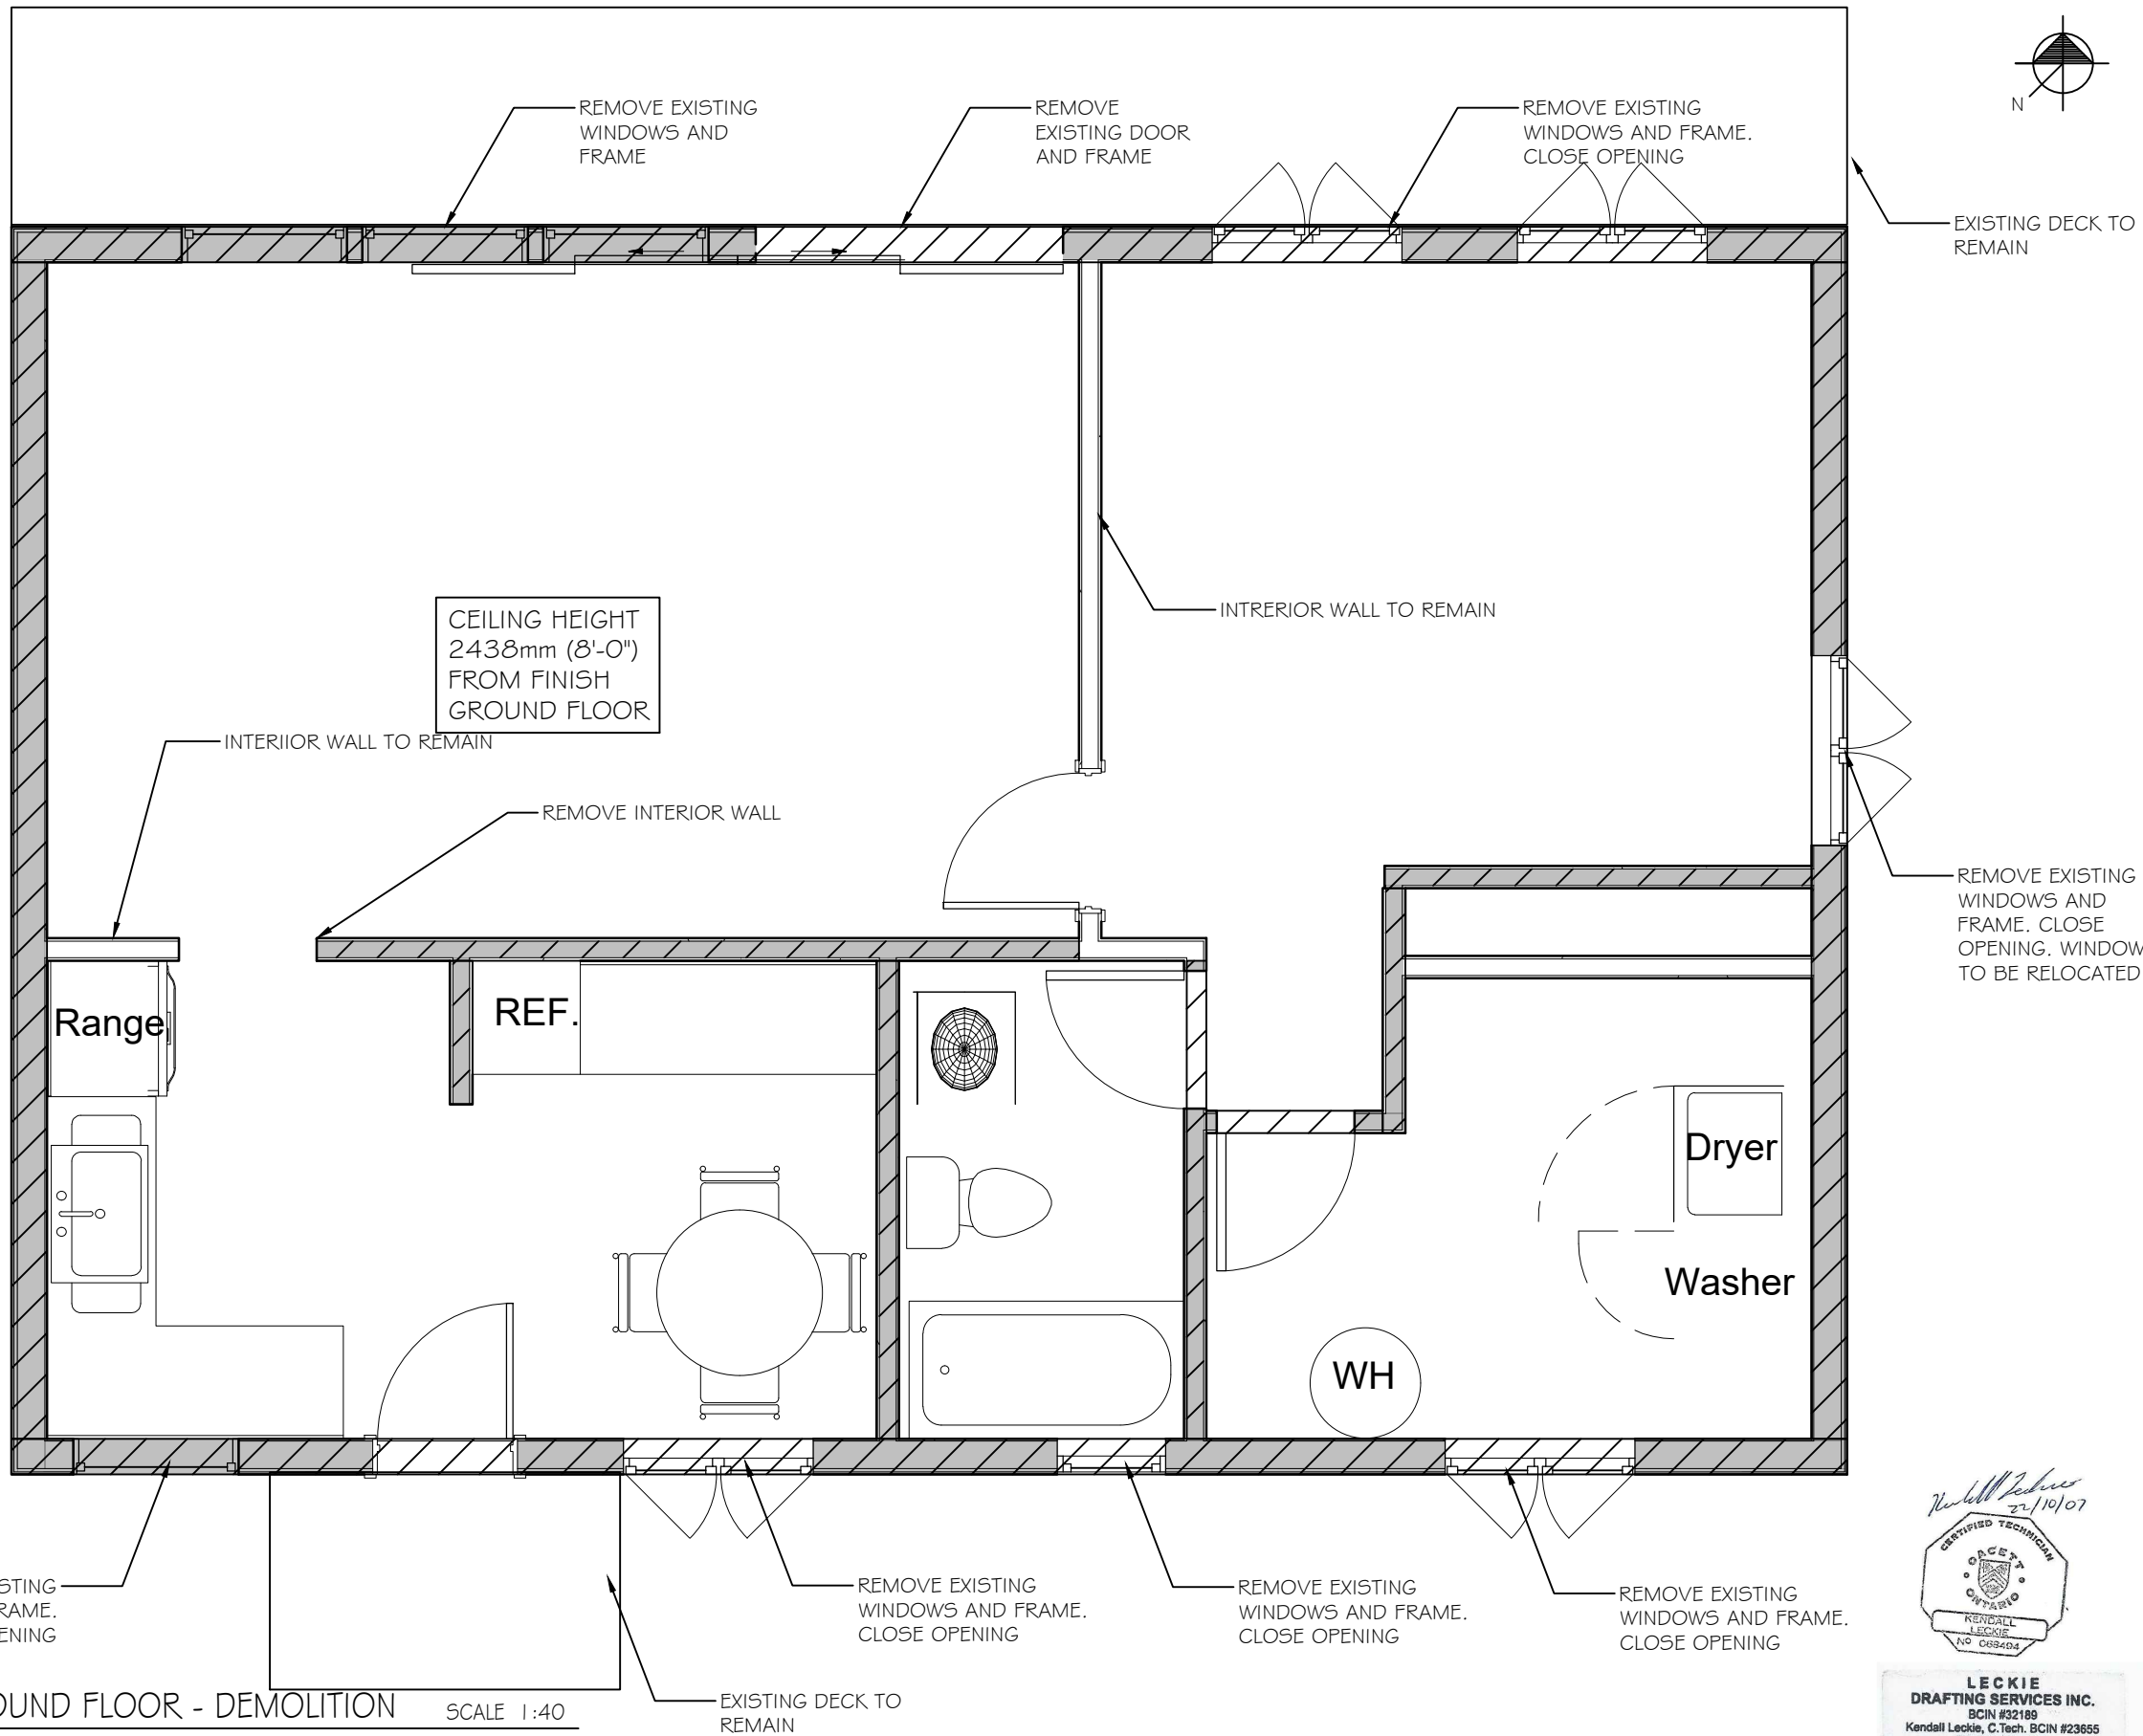 REMOVE EXISTING
WINDOWS AND
FRAME
REMOVE
EXISTING DOOR
AND FRAME
REMOVE EXISTING
WINDOWS AND FRAME.
CLOSE OPENING
N
EXISTING DECK TO
REMAIN
CEILING HEIGHT
2438mm (8'-0")
FROM FINISH
GROUND FLOOR
INTRERIOR WALL TO REMAIN
INTERIIOR WALL TO REMAIN
REMOVE INTERIOR WALL
REMOVE EXISTING
WINDOWS AND
FRAME. CLOSE
OPENING. WINDOW
TO BE RELOCATED
Range
REF.
Dryer
Washer
WH
STING
RAME.
ENING
REMOVE EXISTING
WINDOWS AND FRAME.
CLOSE OPENING
REMOVE EXISTING
WINDOWS AND FRAME.
CLOSE OPENING
REMOVE EXISTING
WINDOWS AND FRAME.
CLOSE OPENING
EXISTING DECK TO
REMAIN
OUND FLOOR - DEMOLITION SCALE 1:40
22/10/07
CERTIFIED TECHNICIAN
OACETT
ONTARIO
KENDALL
LECKIE
Nº C68494
LECKIE
DRAFTING SERVICES INC.
BCIN #32189
Kendall Leckie, C.Tech. BCIN #23655